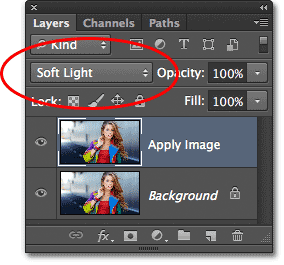 Layers Channels Paths
Kind
Soft Light Opacity: 100%
Lock: Fill: 100%
Apply Image
Background
fx